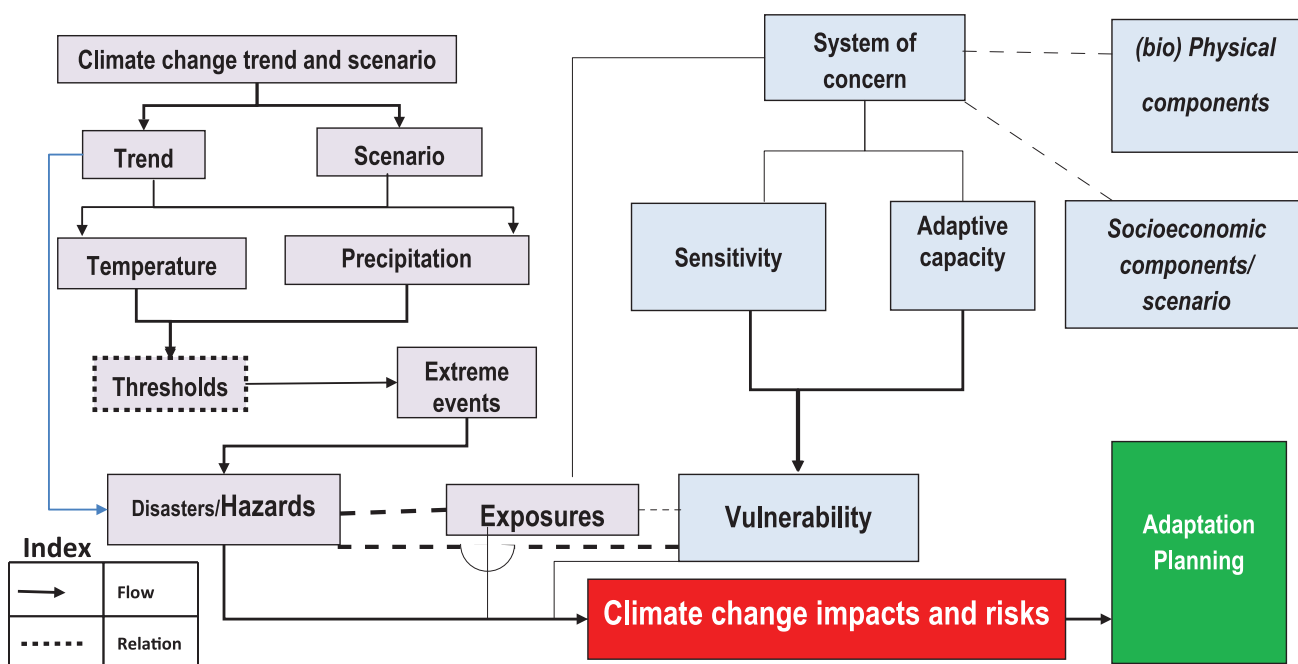 Climate change trend and scenario
System of
concern
(bio) Physical
components
Trend
Scenario
Sensitivity
Adaptive
capacity
Socioeconomic
components/
scenario
Temperature
Precipitation
Thresholds
Extreme
events
Disasters/Hazards
Exposures
Vulnerability
Adaptation
Planning
Index
Flow
Relation
Climate change impacts and risks